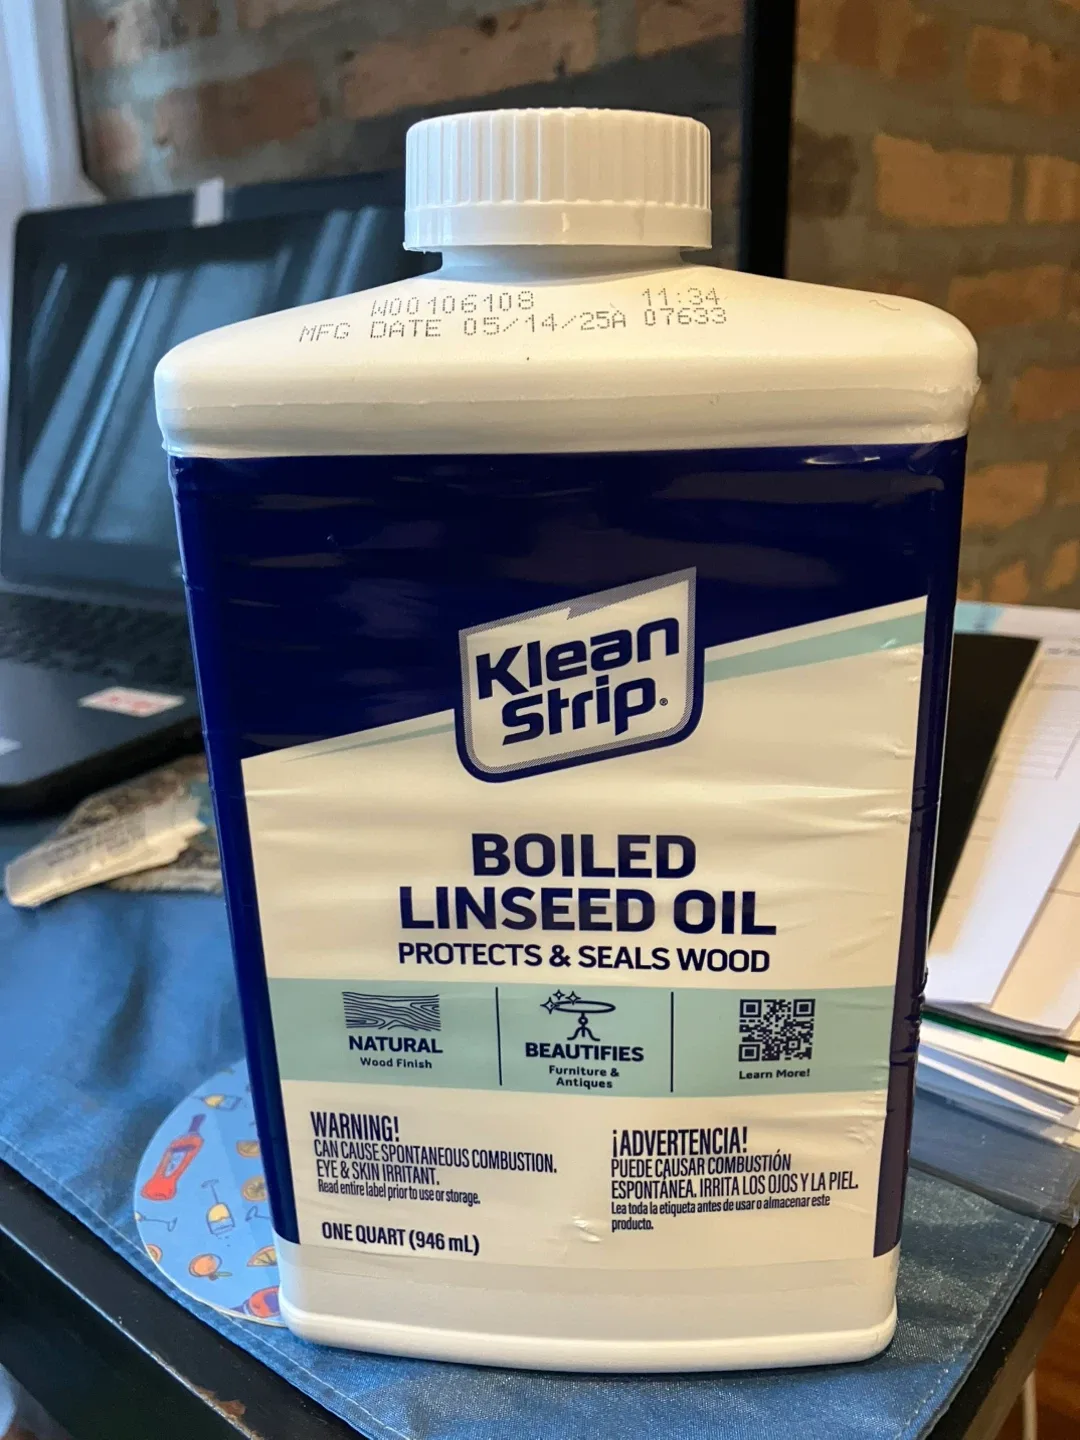 W00106108 11:34
MFG DATE 05/14/25A 07633
Klean
Strip®
BOILED
LINSEED OIL
PROTECTS & SEALS WOOD
NATURAL
Wood Finish
BEAUTIFIES
Furniture &
Antiques
Learn More!
WARNING!
CAN CAUSE SPONTANEOUS COMBUSTION.
EYE & SKIN IRRITANT.
Read entire label prior to use or storage.
ONE QUART (946 mL)
¡ADVERTENCIA!
PUEDE CAUSAR COMBUSTIÓN
ESPONTÁNEA. IRRITA LOS OJOS Y LA PIEL.
Lea toda la etiqueta antes de usar o almacenar este
producto.